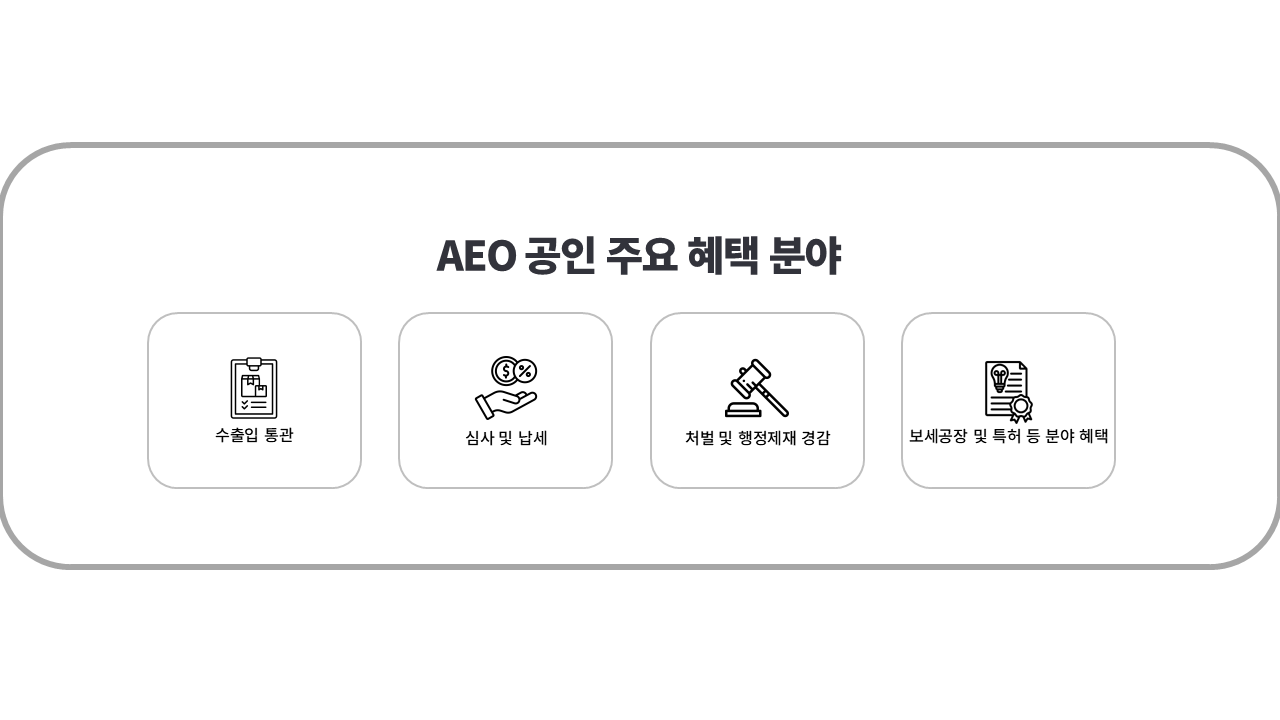 AEO 공인 주요 혜택 분야
수출입 통관
심사 및 납세
처벌 및 행정제재 경감
보세공장 및 특허 등 분야 혜택